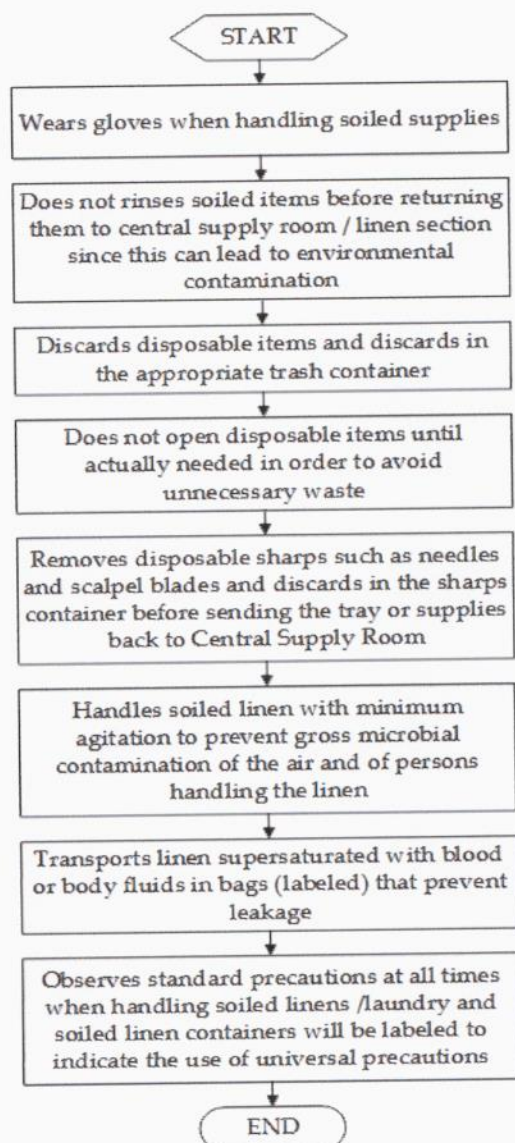 START
Wears gloves when handling soiled supplies
Does not rinses soiled items before returning
them to central supply room / linen section
since this can lead to environmental
contamination
Discards disposable items and discards in
the appropriate trash container
Does not open disposable items until
actually needed in order to avoid
unnecessary waste
Removes disposable sharps such as needles
and scalpel blades and discards in the sharps
container before sending the tray or supplies
back to Central Supply Room
Handles soiled linen with minimum
agitation to prevent gross microbial
contamination of the air and of persons
handling the linen
Transports linen supersaturated with blood
or body fluids in bags (labeled) that prevent
leakage
Observes standard precautions at all times
when handling soiled linens /laundry and
soiled linen containers will be labeled to
indicate the use of universal precautions
END